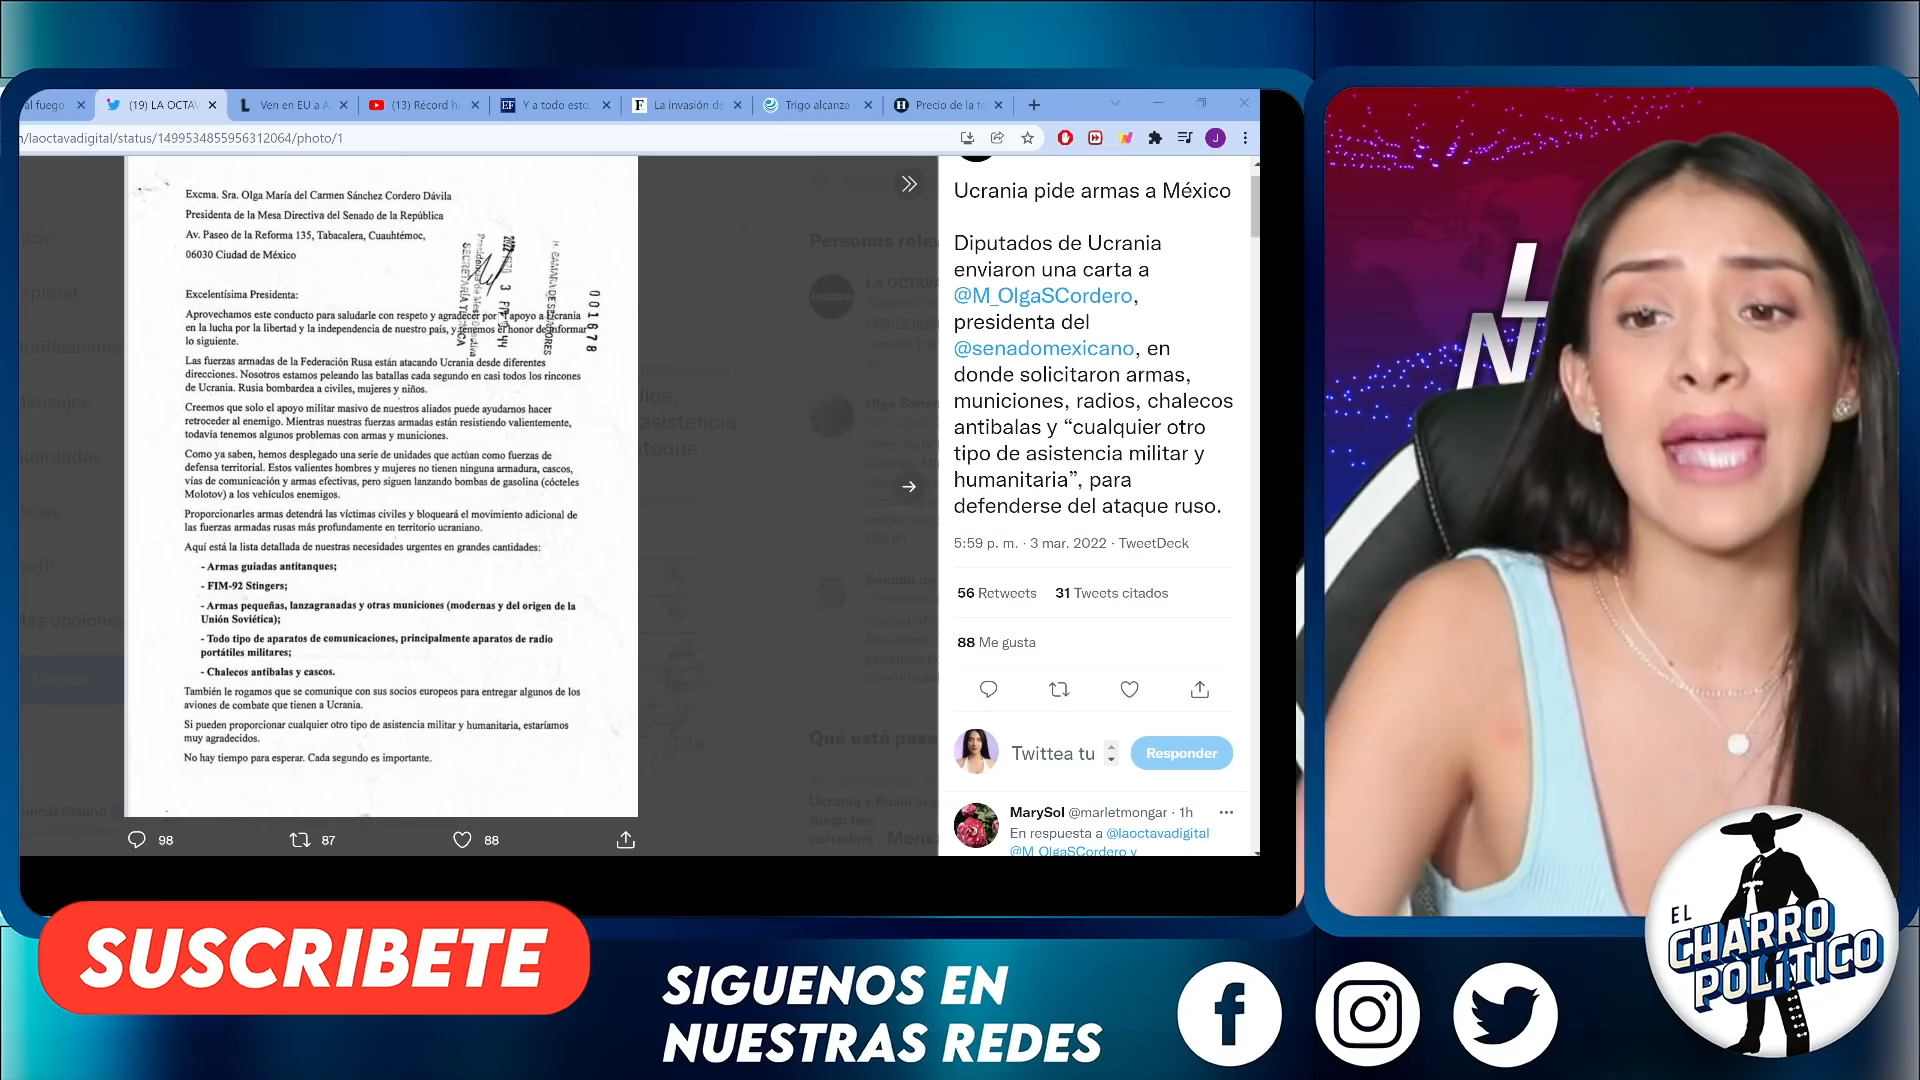 al fuego
(19) LA OCTAV
Ven en EU a A
(13) Récord h
EF
Y a todo esto
F
La invasión de
Trigo alcanza
H
Precio de la to
n/laoctavadigital/status/1499534855956312064/photo/1
J
Excma. Sra. Olga María del Carmen Sánchez Cordero Dávila
Presidenta de la Mesa Directiva del Senado de la República
Av. Paseo de la Reforma 135, Tabacalera, Cuauhtémoc,
06030 Ciudad de México
H. CAMARA DE SENADORES
001678
Excelentísima Presidenta:
Aprovechamos este conducto para saludarle con respeto y agradecer por apoyo a Ucrania
en la lucha por la libertad y la independencia de nuestro país, y tenemos el honor de informar
lo siguiente.
Las fuerzas armadas de la Federación Rusa están atacando Ucrania desde diferentes
direcciones. Nosotros estamos peleando las batallas cada segundo en casi todos los rincones
de Ucrania. Rusia bombardea a civiles, mujeres y niños.
Creemos que solo el apoyo militar masivo de nuestros aliados puede ayudarnos hacer
retroceder al enemigo. Mientras nuestras fuerzas armadas están resistiendo valientemente,
todavía tenemos algunos problemas con armas y municiones.
Como ya saben, hemos desplegado una serie de unidades que actúan como fuerzas de
defensa territorial. Estos valientes hombres y mujeres no tienen ninguna armadura, cascos,
vías de comunicación y armas efectivas, pero siguen lanzando bombas de gasolina (cócteles
Molotov) a los vehículos enemigos.
Proporcionarles armas detendrá las víctimas civiles y bloqueará el movimiento adicional de
las fuerzas armadas rusas más profundamente en territorio ucraniano.
Aquí está la lista detallada de nuestras necesidades urgentes en grandes cantidades:
- Armas guiadas antitanques;
- FIM-92 Stingers;
- Armas pequeñas, lanzagranadas y otras municiones (modernas y del origen de la
Unión Soviética);
- Todo tipo de aparatos de comunicaciones, principalmente aparatos de radio
portátiles militares;
- Chalecos antibalas y cascos.
También le rogamos que se comunique con sus socios europeos para entregar algunos de los
aviones de combate que tienen a Ucrania.
Si pueden proporcionar cualquier otro tipo de asistencia militar y humanitaria, estaríamos
muy agradecidos.
No hay tiempo para esperar. Cada segundo es importante.
98
87
88
Personas rele
LA OCTAV
Qué está pas
Ucrania pide armas a México
Diputados de Ucrania
enviaron una carta a
@M_OlgaSCordero,
presidenta del
@senadomexicano, en
donde solicitaron armas,
municiones, radios, chalecos
antibalas y “cualquier otro
tipo de asistencia militar y
humanitaria”, para
defenderse del ataque ruso.
5:59 p. m. · 3 mar. 2022 · TweetDeck
56 Retweets 31 Tweets citados
88 Me gusta
Twittea tu
Responder
MarySol @marletmongar · 1h
En respuesta a @laoctavadigital
@M_OlgaSCordero y
L
N
SUSCRIBETE
SIGUENOS EN
NUESTRAS REDES
EL
CHARRO
POLÍTICO